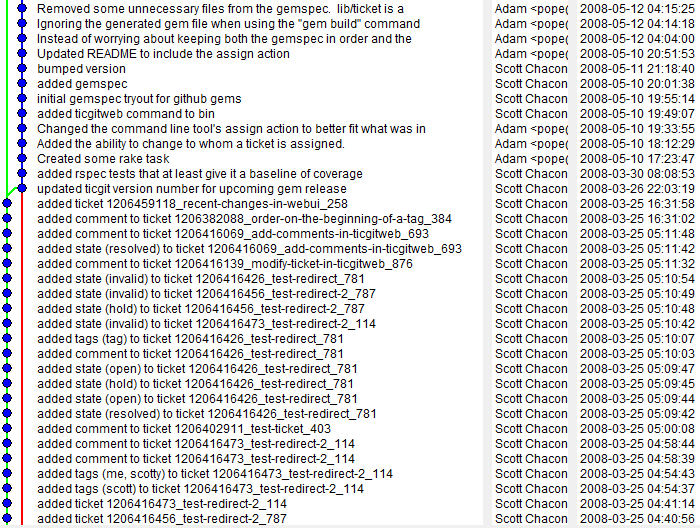 Removed some unnecessary files from the gemspec.  lib/ticket is a Adam <pope( 2008-05-12 04:15:25
Ignoring the generated gem file when using the "gem build" command Adam <pope( 2008-05-12 04:14:18
Instead of worrying about keeping both the gemspec in order and the Adam <pope( 2008-05-12 04:04:00
Updated README to include the assign action Adam <pope( 2008-05-10 20:51:53
bumped version Scott Chacon 2008-05-11 21:18:40
added gemspec Scott Chacon 2008-05-10 20:01:38
initial gemspec tryout for github gems Scott Chacon 2008-05-10 19:55:14
added ticgitweb command to bin Scott Chacon 2008-05-10 19:49:07
Changed the command line tool's assign action to better fit what was in Adam <pope( 2008-05-10 19:33:55
Added the ability to change to whom a ticket is assigned. Adam <pope( 2008-05-10 18:12:29
Created some rake task Adam <pope( 2008-05-10 17:23:47
added rspec tests that at least give it a baseline of coverage Scott Chacon 2008-03-30 08:08:53
updated ticgit version number for upcoming gem release Scott Chacon 2008-03-26 22:03:19
added ticket 1206459118_recent-changes-in-webui_258 Scott Chacon 2008-03-25 16:31:58
added comment to ticket 1206382088_order-on-the-beginning-of-a-tag_384 Scott Chacon 2008-03-25 16:31:02
added comment to ticket 1206416069_add-comments-in-ticgitweb_693 Scott Chacon 2008-03-25 05:11:48
added state (resolved) to ticket 1206416069_add-comments-in-ticgitweb_693 Scott Chacon 2008-03-25 05:11:42
added comment to ticket 1206416139_modify-ticket-in-ticgitweb_876 Scott Chacon 2008-03-25 05:11:32
added state (invalid) to ticket 1206416426_test-redirect_781 Scott Chacon 2008-03-25 05:10:54
added state (invalid) to ticket 1206416456_test-redirect-2_787 Scott Chacon 2008-03-25 05:10:49
added state (hold) to ticket 1206416456_test-redirect-2_787 Scott Chacon 2008-03-25 05:10:48
added state (invalid) to ticket 1206416473_test-redirect-2_114 Scott Chacon 2008-03-25 05:10:42
added tags (tag) to ticket 1206416426_test-redirect_781 Scott Chacon 2008-03-25 05:10:07
added comment to ticket 1206416426_test-redirect_781 Scott Chacon 2008-03-25 05:10:03
added state (open) to ticket 1206416426_test-redirect_781 Scott Chacon 2008-03-25 05:09:47
added state (hold) to ticket 1206416426_test-redirect_781 Scott Chacon 2008-03-25 05:09:45
added state (open) to ticket 1206416426_test-redirect_781 Scott Chacon 2008-03-25 05:09:44
added state (resolved) to ticket 1206416426_test-redirect_781 Scott Chacon 2008-03-25 05:09:42
added comment to ticket 1206402911_test-ticket_403 Scott Chacon 2008-03-25 05:00:08
added comment to ticket 1206416473_test-redirect-2_114 Scott Chacon 2008-03-25 04:58:44
added comment to ticket 1206416473_test-redirect-2_114 Scott Chacon 2008-03-25 04:58:39
added tags (me, scotty) to ticket 1206416473_test-redirect-2_114 Scott Chacon 2008-03-25 04:54:43
added tags (scott) to ticket 1206416473_test-redirect-2_114 Scott Chacon 2008-03-25 04:54:37
added ticket 1206416473_test-redirect-2_114 Scott Chacon 2008-03-25 04:41:14
added ticket 1206416456_test-redirect-2_787 Scott Chacon 2008-03-25 04:40:56